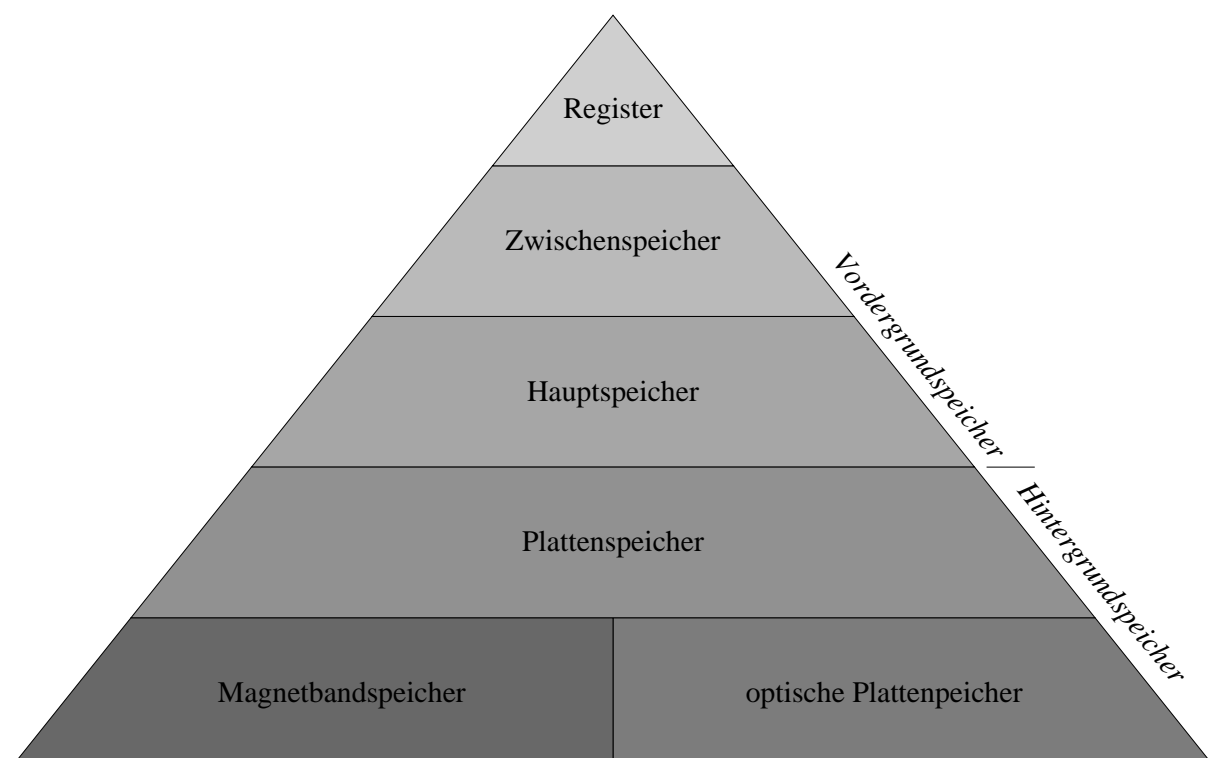 Register
Zwischenspeicher
Vordergrundspeicher
Hauptspeicher
Hintergrundspeicher
Plattenspeicher
Magnetbandspeicher
optische Plattenpeicher